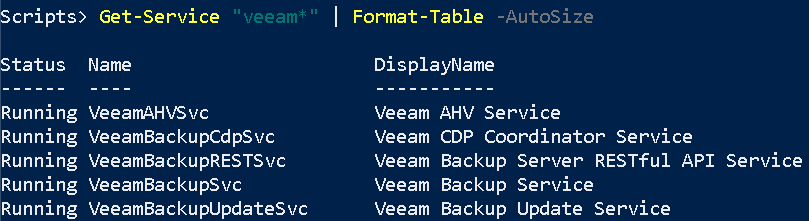 Scripts> Get-Service "veeam*" | Format-Table -AutoSize
Status Name DisplayName
------ ---- -----------
Running VeeamAHVSvc Veeam AHV Service
Running VeeamBackupCdpSvc Veeam CDP Coordinator Service
Running VeeamBackupRESTSvc Veeam Backup Server RESTful API Service
Running VeeamBackupSvc Veeam Backup Service
Running VeeamBackupUpdateSvc Veeam Backup Update Service